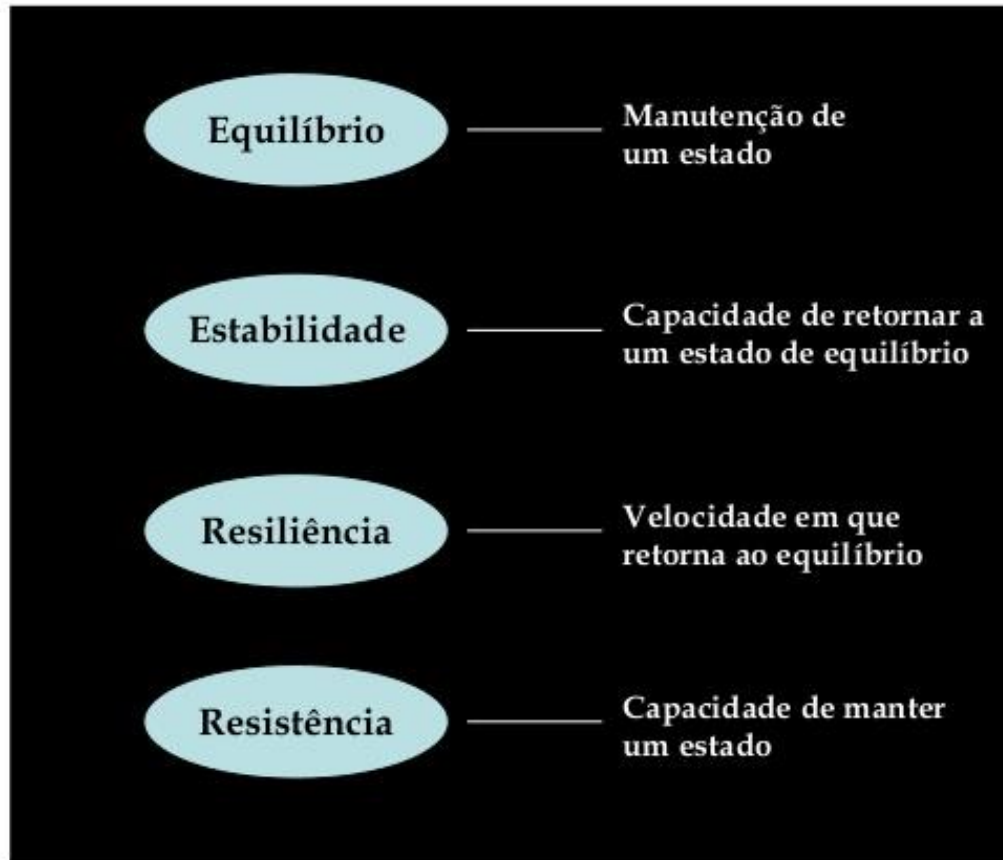 Equilíbrio
Manutenção de
um estado
Estabilidade
Capacidade de retornar a
um estado de equilíbrio
Resiliência
Velocidade em que
retorna ao equilíbrio
Resistência
Capacidade de manter
um estado